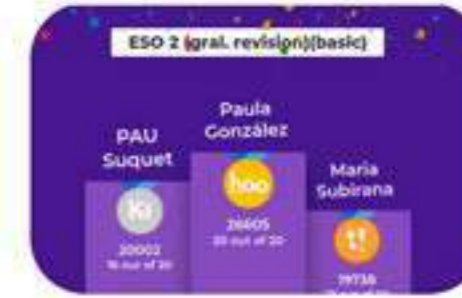 ESO 2 (gral. revision)(basic)
Paula
González
PAU
Suquet
Maria
Subirana
hoo
Ka
t!
26605
20 out of 20
20002
16 out of 20
19738